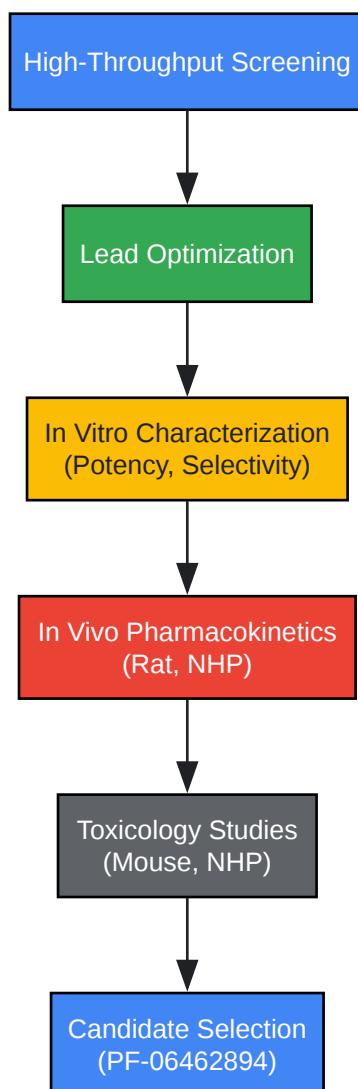 High-Throughput Screening
Lead Optimization
In Vitro Characterization
(Potency, Selectivity)
In Vivo Pharmacokinetics
(Rat, NHP)
Toxicology Studies
(Mouse, NHP)
Candidate Selection
(PF-06462894)